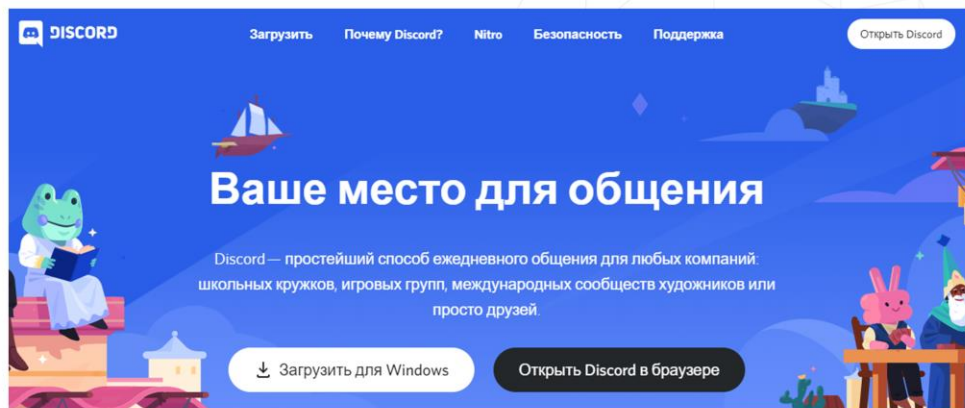 DISCORD
Загрузить Почему Discord? Nitro Безопасность Поддержка
Открыть Discord
Ваше место для общения
Discord — простейший способ ежедневного общения для любых компаний:
школьных кружков, игровых групп, международных сообществ художников или
просто друзей.
Загрузить для Windows
Открыть Discord в браузере